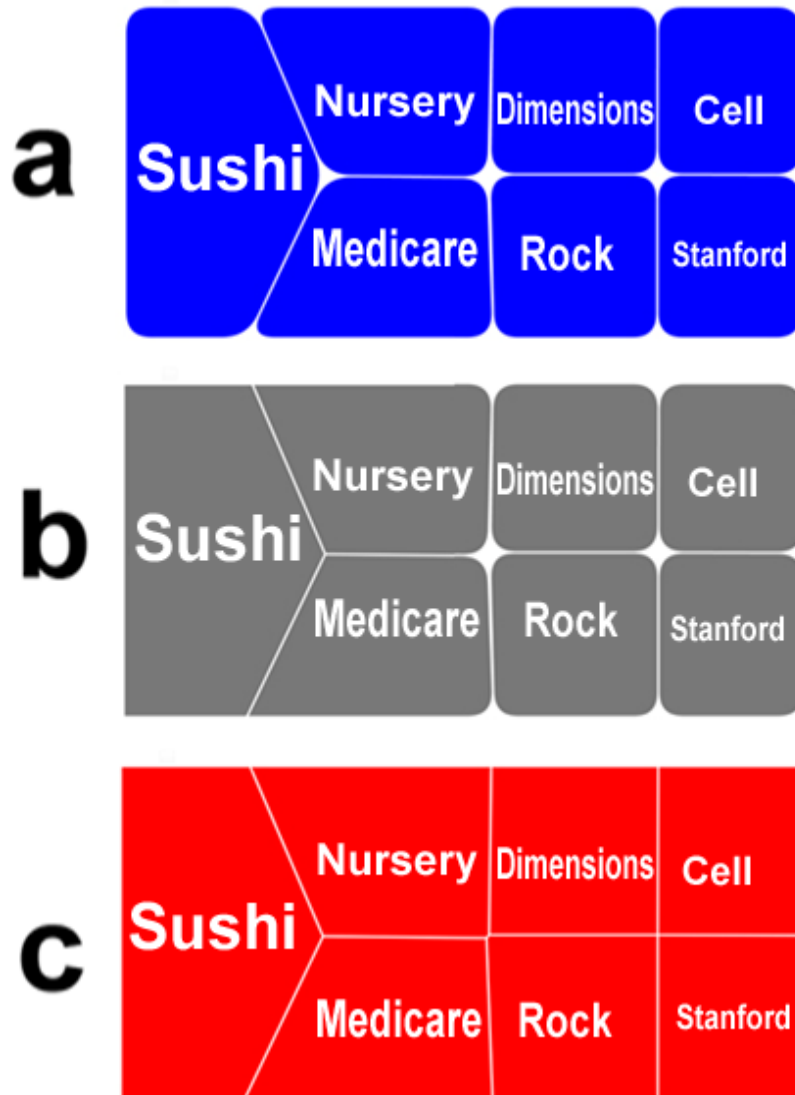 a
Nursery Dimensions Cell
Sushi
Medicare Rock Stanford
b
Nursery Dimensions Cell
Sushi
Medicare Rock Stanford
c
Nursery Dimensions Cell
Sushi
Medicare Rock Stanford